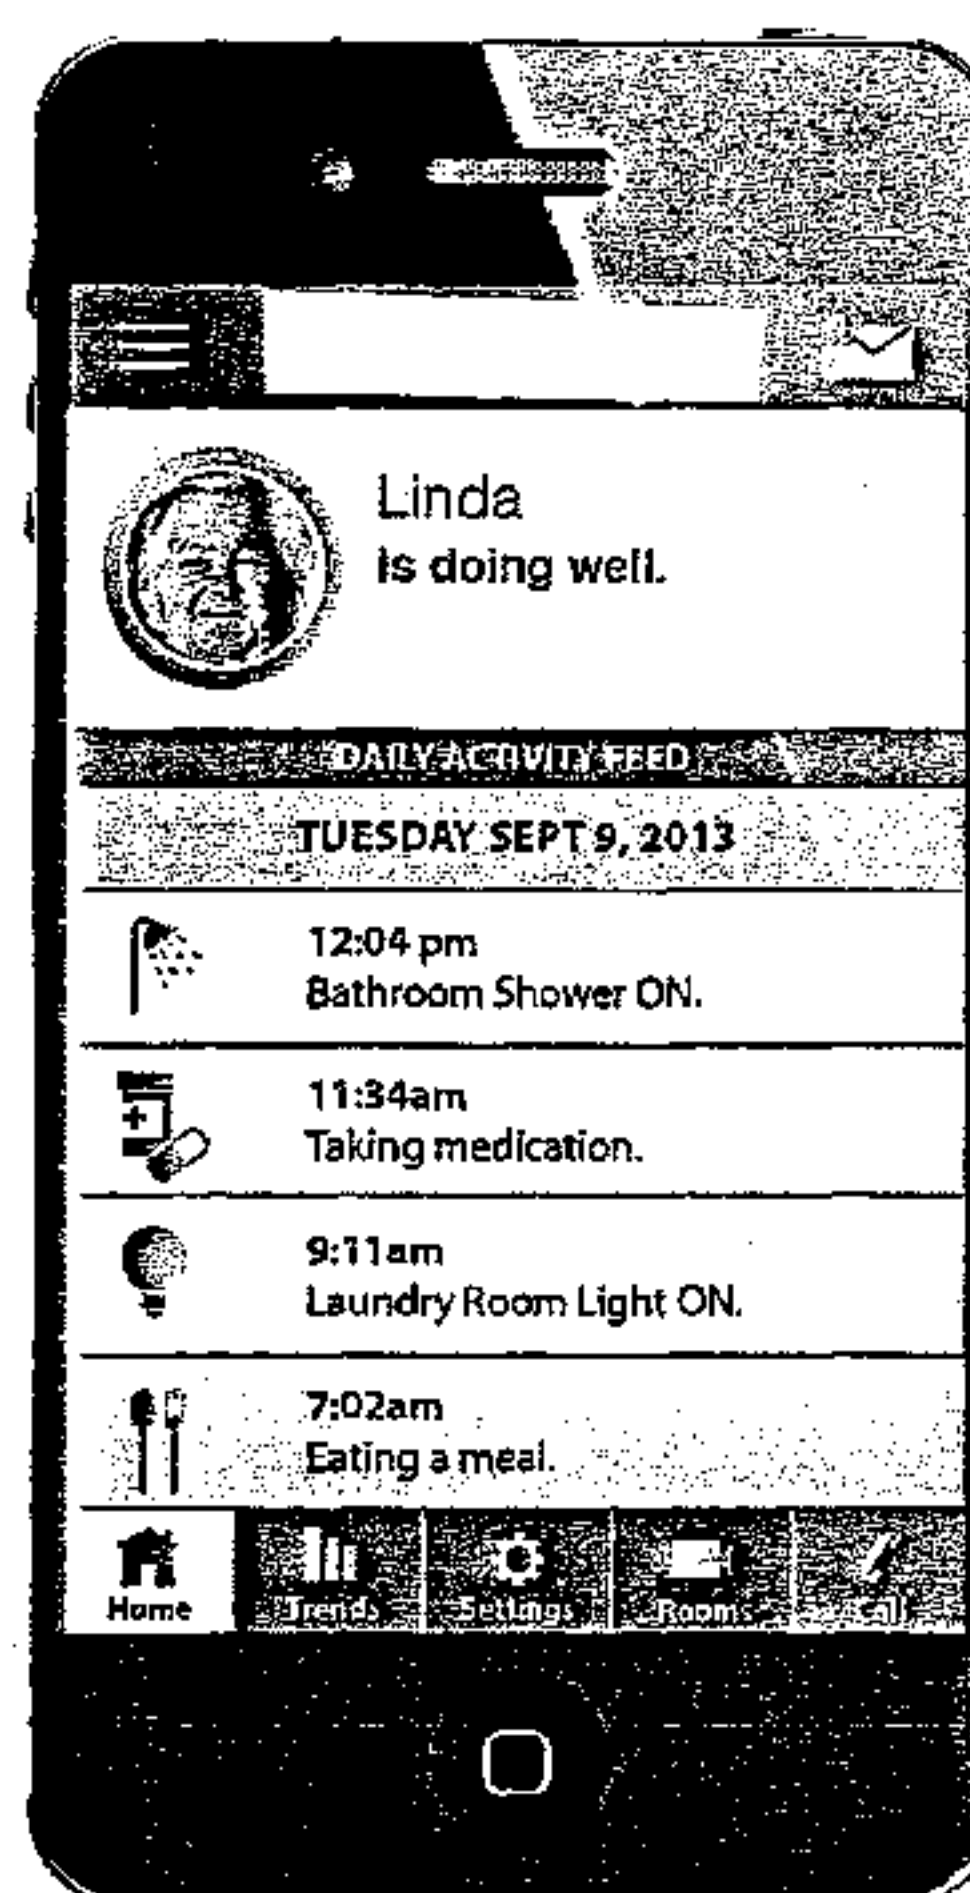 Linda
is doing well.
DAILY ACTIVITY FEED
TUESDAY SEPT 9, 2013
12:04 pm
Bathroom Shower ON.
11:34am
Taking medication.
9:11am
Laundry Room Light ON.
7:02am
Eating a meal.
Home Trends Settings Rooms Call